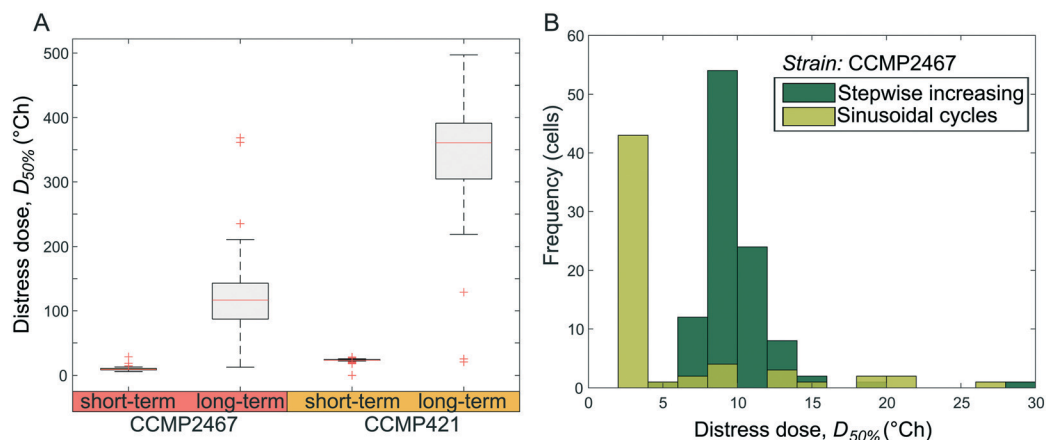 A
Distress dose, D50% (°Ch)
500
400
300
200
100
0
short-term long-term short-term long-term
CCMP2467 CCMP421
B
Frequency (cells)
60
50
40
30
20
10
0
Strain: CCMP2467
Stepwise increasing
Sinusoidal cycles
0 5 10 15 20 25 30
Distress dose, D50%(°Ch)